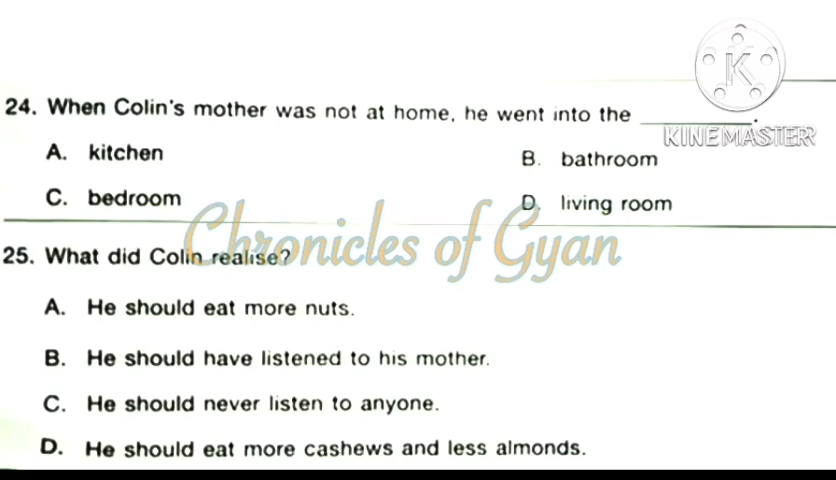 24. When Colin's mother was not at home, he went into the ________.
KINEMASTER
A. kitchen
B. bathroom
C. bedroom
D. living room
Chronicles of Gyan
25. What did Colin realise?
A. He should eat more nuts.
B. He should have listened to his mother.
C. He should never listen to anyone.
D. He should eat more cashews and less almonds.